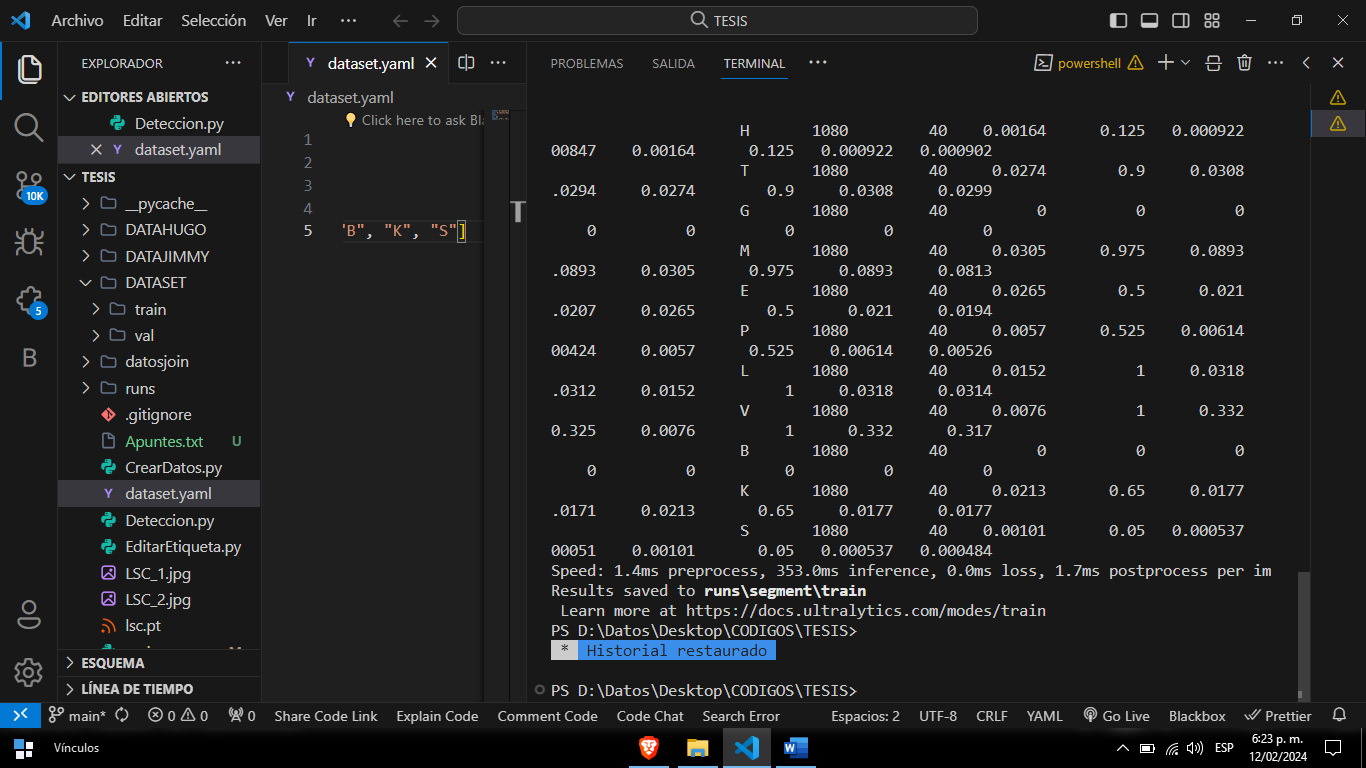 Archivo Editar Selección Ver Ir ··· TESIS
EXPLORADOR ···
EDITORES ABIERTOS
Deteccion.py
dataset.yaml
TESIS
__pycache__
DATAHUGO
DATAJIMMY
DATASET
train
val
datosjoin
runs
.gitignore
Apuntes.txt U
CrearDatos.py
dataset.yaml
Deteccion.py
EditarEtiqueta.py
LSC_1.jpg
LSC_2.jpg
lsc.pt
ESQUEMA
LÍNEA DE TIEMPO
10K
5
B
dataset.yaml ···
dataset.yaml
Click here to ask Bla
1
2
3
4
5 'B", "K", "S"]
PROBLEMAS SALIDA TERMINAL ··· powershell
H 1080 40 0.00164 0.125 0.000922
00847 0.00164 0.125 0.000922 0.000902
T 1080 40 0.0274 0.9 0.0308
.0294 0.0274 0.9 0.0308 0.0299
G 1080 40 0 0 0
0 0 0 0 0
M 1080 40 0.0305 0.975 0.0893
.0893 0.0305 0.975 0.0893 0.0813
E 1080 40 0.0265 0.5 0.021
.0207 0.0265 0.5 0.021 0.0194
P 1080 40 0.0057 0.525 0.00614
00424 0.0057 0.525 0.00614 0.00526
L 1080 40 0.0152 1 0.0318
.0312 0.0152 1 0.0318 0.0314
V 1080 40 0.0076 1 0.332
0.325 0.0076 1 0.332 0.317
B 1080 40 0 0 0
0 0 0 0 0
K 1080 40 0.0213 0.65 0.0177
.0171 0.0213 0.65 0.0177 0.0177
S 1080 40 0.00101 0.05 0.000537
00051 0.00101 0.05 0.000537 0.000484
Speed: 1.4ms preprocess, 353.0ms inference, 0.0ms loss, 1.7ms postprocess per im
Results saved to runs\segment\train
Learn more at https://docs.ultralytics.com/modes/train
PS D:\Datos\Desktop\CODIGOS\TESIS>
* Historial restaurado
PS D:\Datos\Desktop\CODIGOS\TESIS>
main* 0 0 0 Share Code Link Explain Code Comment Code Code Chat Search Error Espacios: 2 UTF-8 CRLF YAML Go Live Blackbox Prettier
Vínculos ESP 6:23 p. m.
12/02/2024